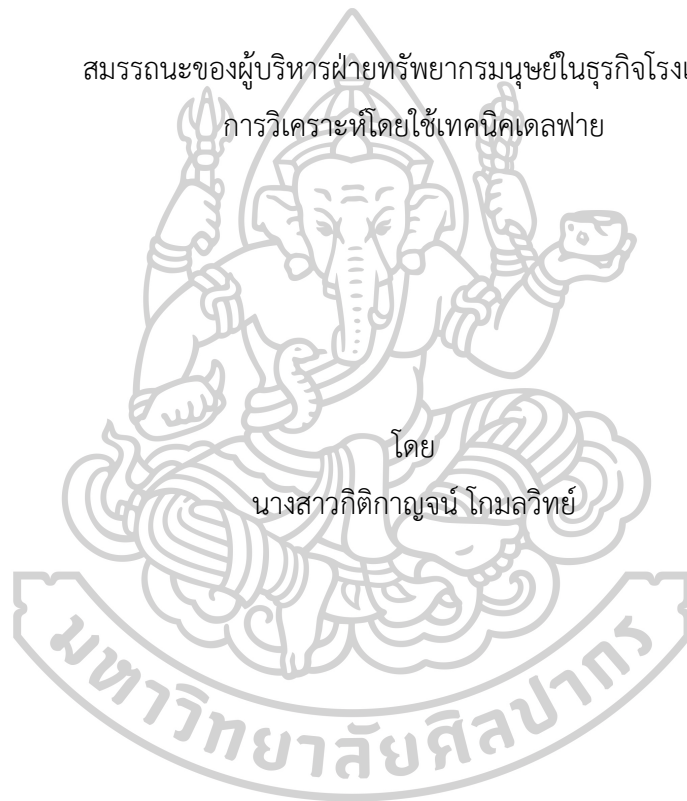 สมรรถนะของผู้บริหารฝ่ายทรัพยากรมนุษย์ในธุรกิจ
การวิเคราะห์โดยใช้เทคนิคเดลฟาย
โดย
นางสาวกิติกาญจน์ โกมลวิทย์
มหาวิทยาลัยศิลปากร